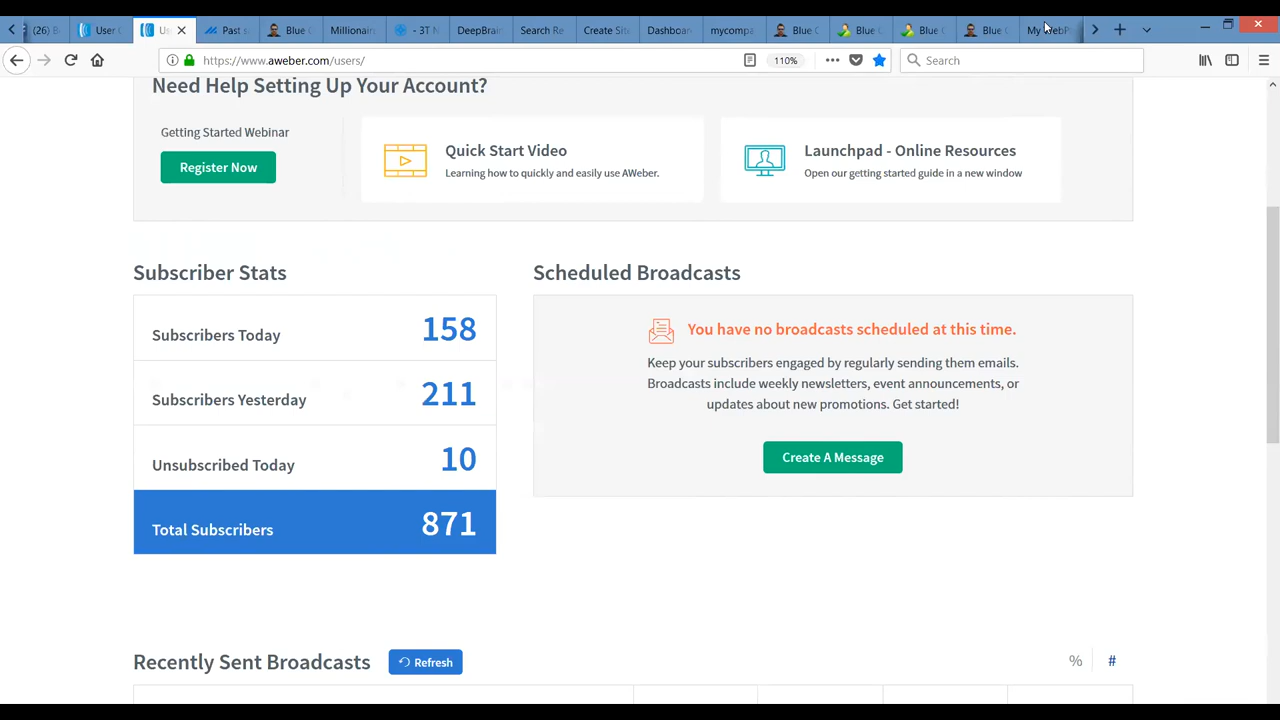 (26) B
User C
Us
Past s
Blue C
Millionair
- 3T N
DeepBrain
Search Re
Create Sit
Dashboar
mycompa
Blue C
Blue C
Blue C
Blue C
https://www.aweber.com/users/
110%
Search
Need Help Setting Up Your Account?
Getting Started Webinar
Register Now
Quick Start Video
Learning how to quickly and easily use AWeber.
Launchpad - Online Resources
Open our getting started guide in a new window
Subscriber Stats
Scheduled Broadcasts
Subscribers Today 158
Subscribers Yesterday 211
Unsubscribed Today 10
Total Subscribers 871
You have no broadcasts scheduled at this time.
Keep your subscribers engaged by regularly sending them emails.
Broadcasts include weekly newsletters, event announcements, or
updates about new promotions. Get started!
Create A Message
Recently Sent Broadcasts
Refresh
% #